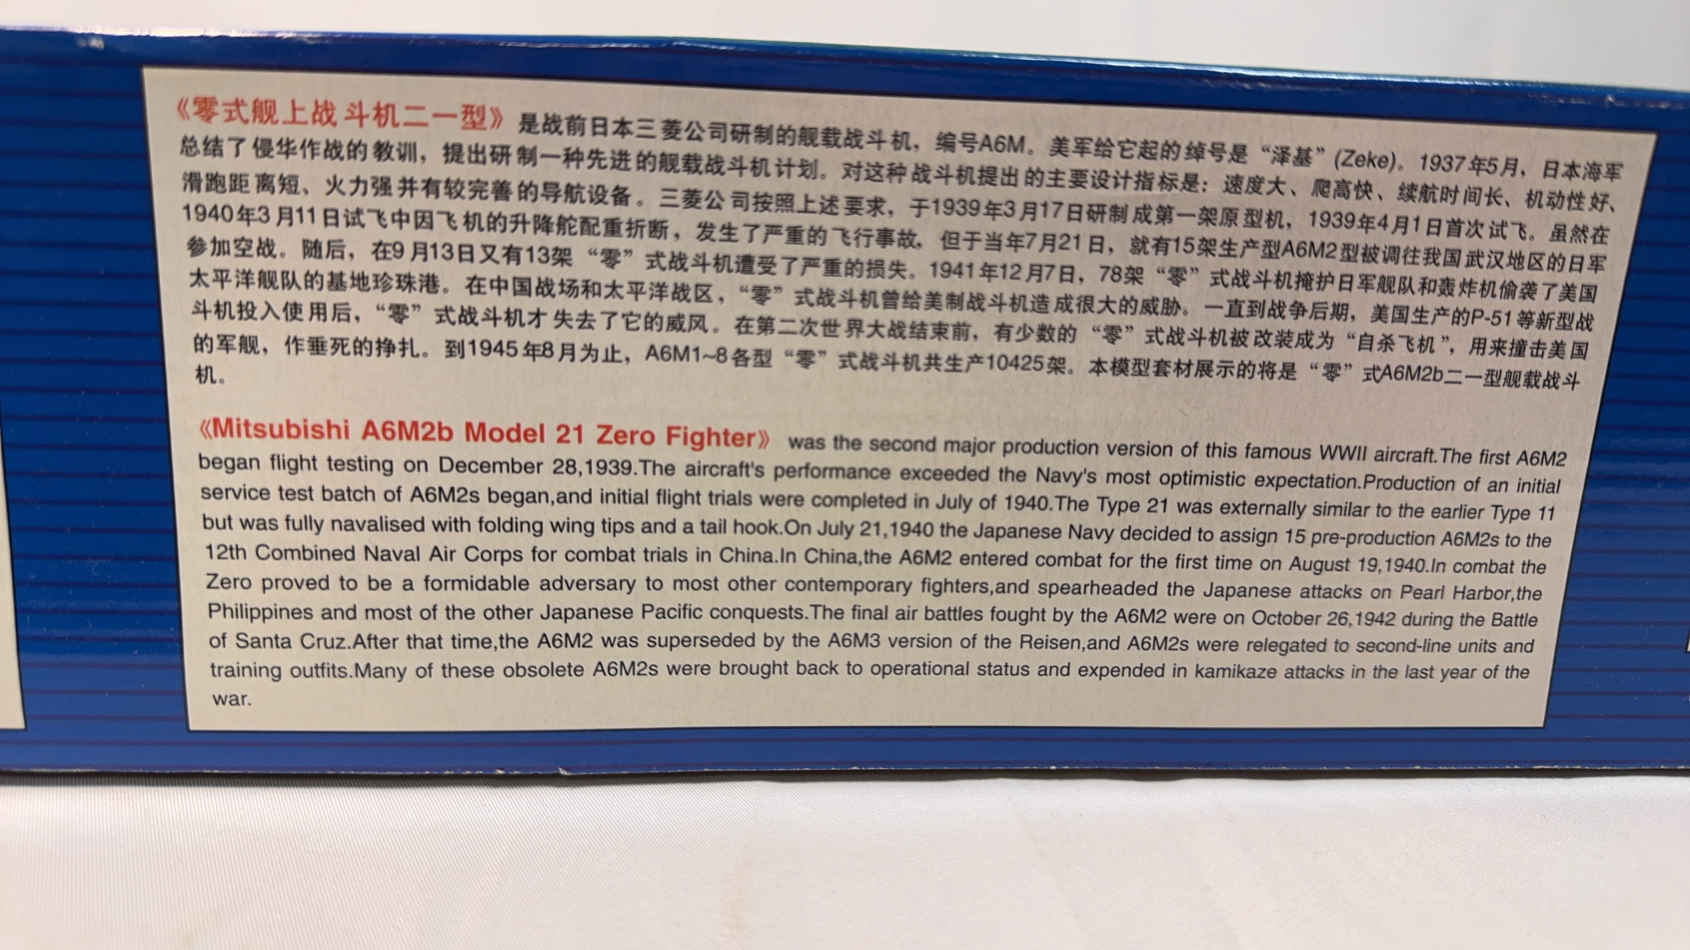 《零式舰上战斗机二一型》是战前日本三菱公司研制的舰载战斗机，编号A6M。美军给它起的绰号是“泽基”(Zeke)。1937年5月，日本海军
总结了侵华作战的教训，提出研制一种先进的舰载战斗机计划。对这种战斗机提出的主要设计指标是：速度大、爬高快、续航时间长、机动性好、
滑跑距离短、火力强并有较完善的导航设备。三菱公司按照上述要求，于1939年3月17日研制成第一架原型机，1939年4月1日首次试飞。虽然在
1940年3月11日试飞中因飞机的升降舵配重折断，发生了严重的飞行事故，但于当年7月21日，就有15架生产型A6M2型被调往我国武汉地区的日军
参加空战。随后，在9月13日又有13架“零”式战斗机遭受了严重的损失。1941年12月7日，78架“零”式战斗机掩护日军舰队和轰炸机偷袭了美国
太平洋舰队的基地珍珠港。在中国战场和太平洋战区，“零”式战斗机曾给美制战斗机造成很大的威胁。一直到战争后期，美国生产的P-51等新型战
斗机投入使用后，“零”式战斗机才失去了它的威风。在第二次世界大战结束前，有少数的“零”式战斗机被改装成为“自杀飞机”，用来撞击美国
的军舰，作垂死的挣扎。到1945年8月为止，A6M1~8各型“零”式战斗机共生产10425架。本模型套材展示的将是“零”式A6M2b二一型舰载战斗
机。
《Mitsubishi A6M2b Model 21 Zero Fighter》 was the second major production version of this famous WWII aircraft.The first A6M2
began flight testing on December 28,1939.The aircraft's performance exceeded the Navy's most optimistic expectation.Production of an initial
service test batch of A6M2s began,and initial flight trials were completed in July of 1940.The Type 21 was externally similar to the earlier Type 11
but was fully navalised with folding wing tips and a tail hook.On July 21,1940 the Japanese Navy decided to assign 15 pre-production A6M2s to the
12th Combined Naval Air Corps for combat trials in China.In China,the A6M2 entered combat for the first time on August 19,1940.In combat the
Zero proved to be a formidable adversary to most other contemporary fighters,and spearheaded the Japanese attacks on Pearl Harbor,the
Philippines and most of the other Japanese Pacific conquests.The final air battles fought by the A6M2 were on October 26,1942 during the Battle
of Santa Cruz.After that time,the A6M2 was superseded by the A6M3 version of the Reisen,and A6M2s were relegated to second-line units and
training outfits.Many of these obsolete A6M2s were brought back to operational status and expended in kamikaze attacks in the last year of the
war.